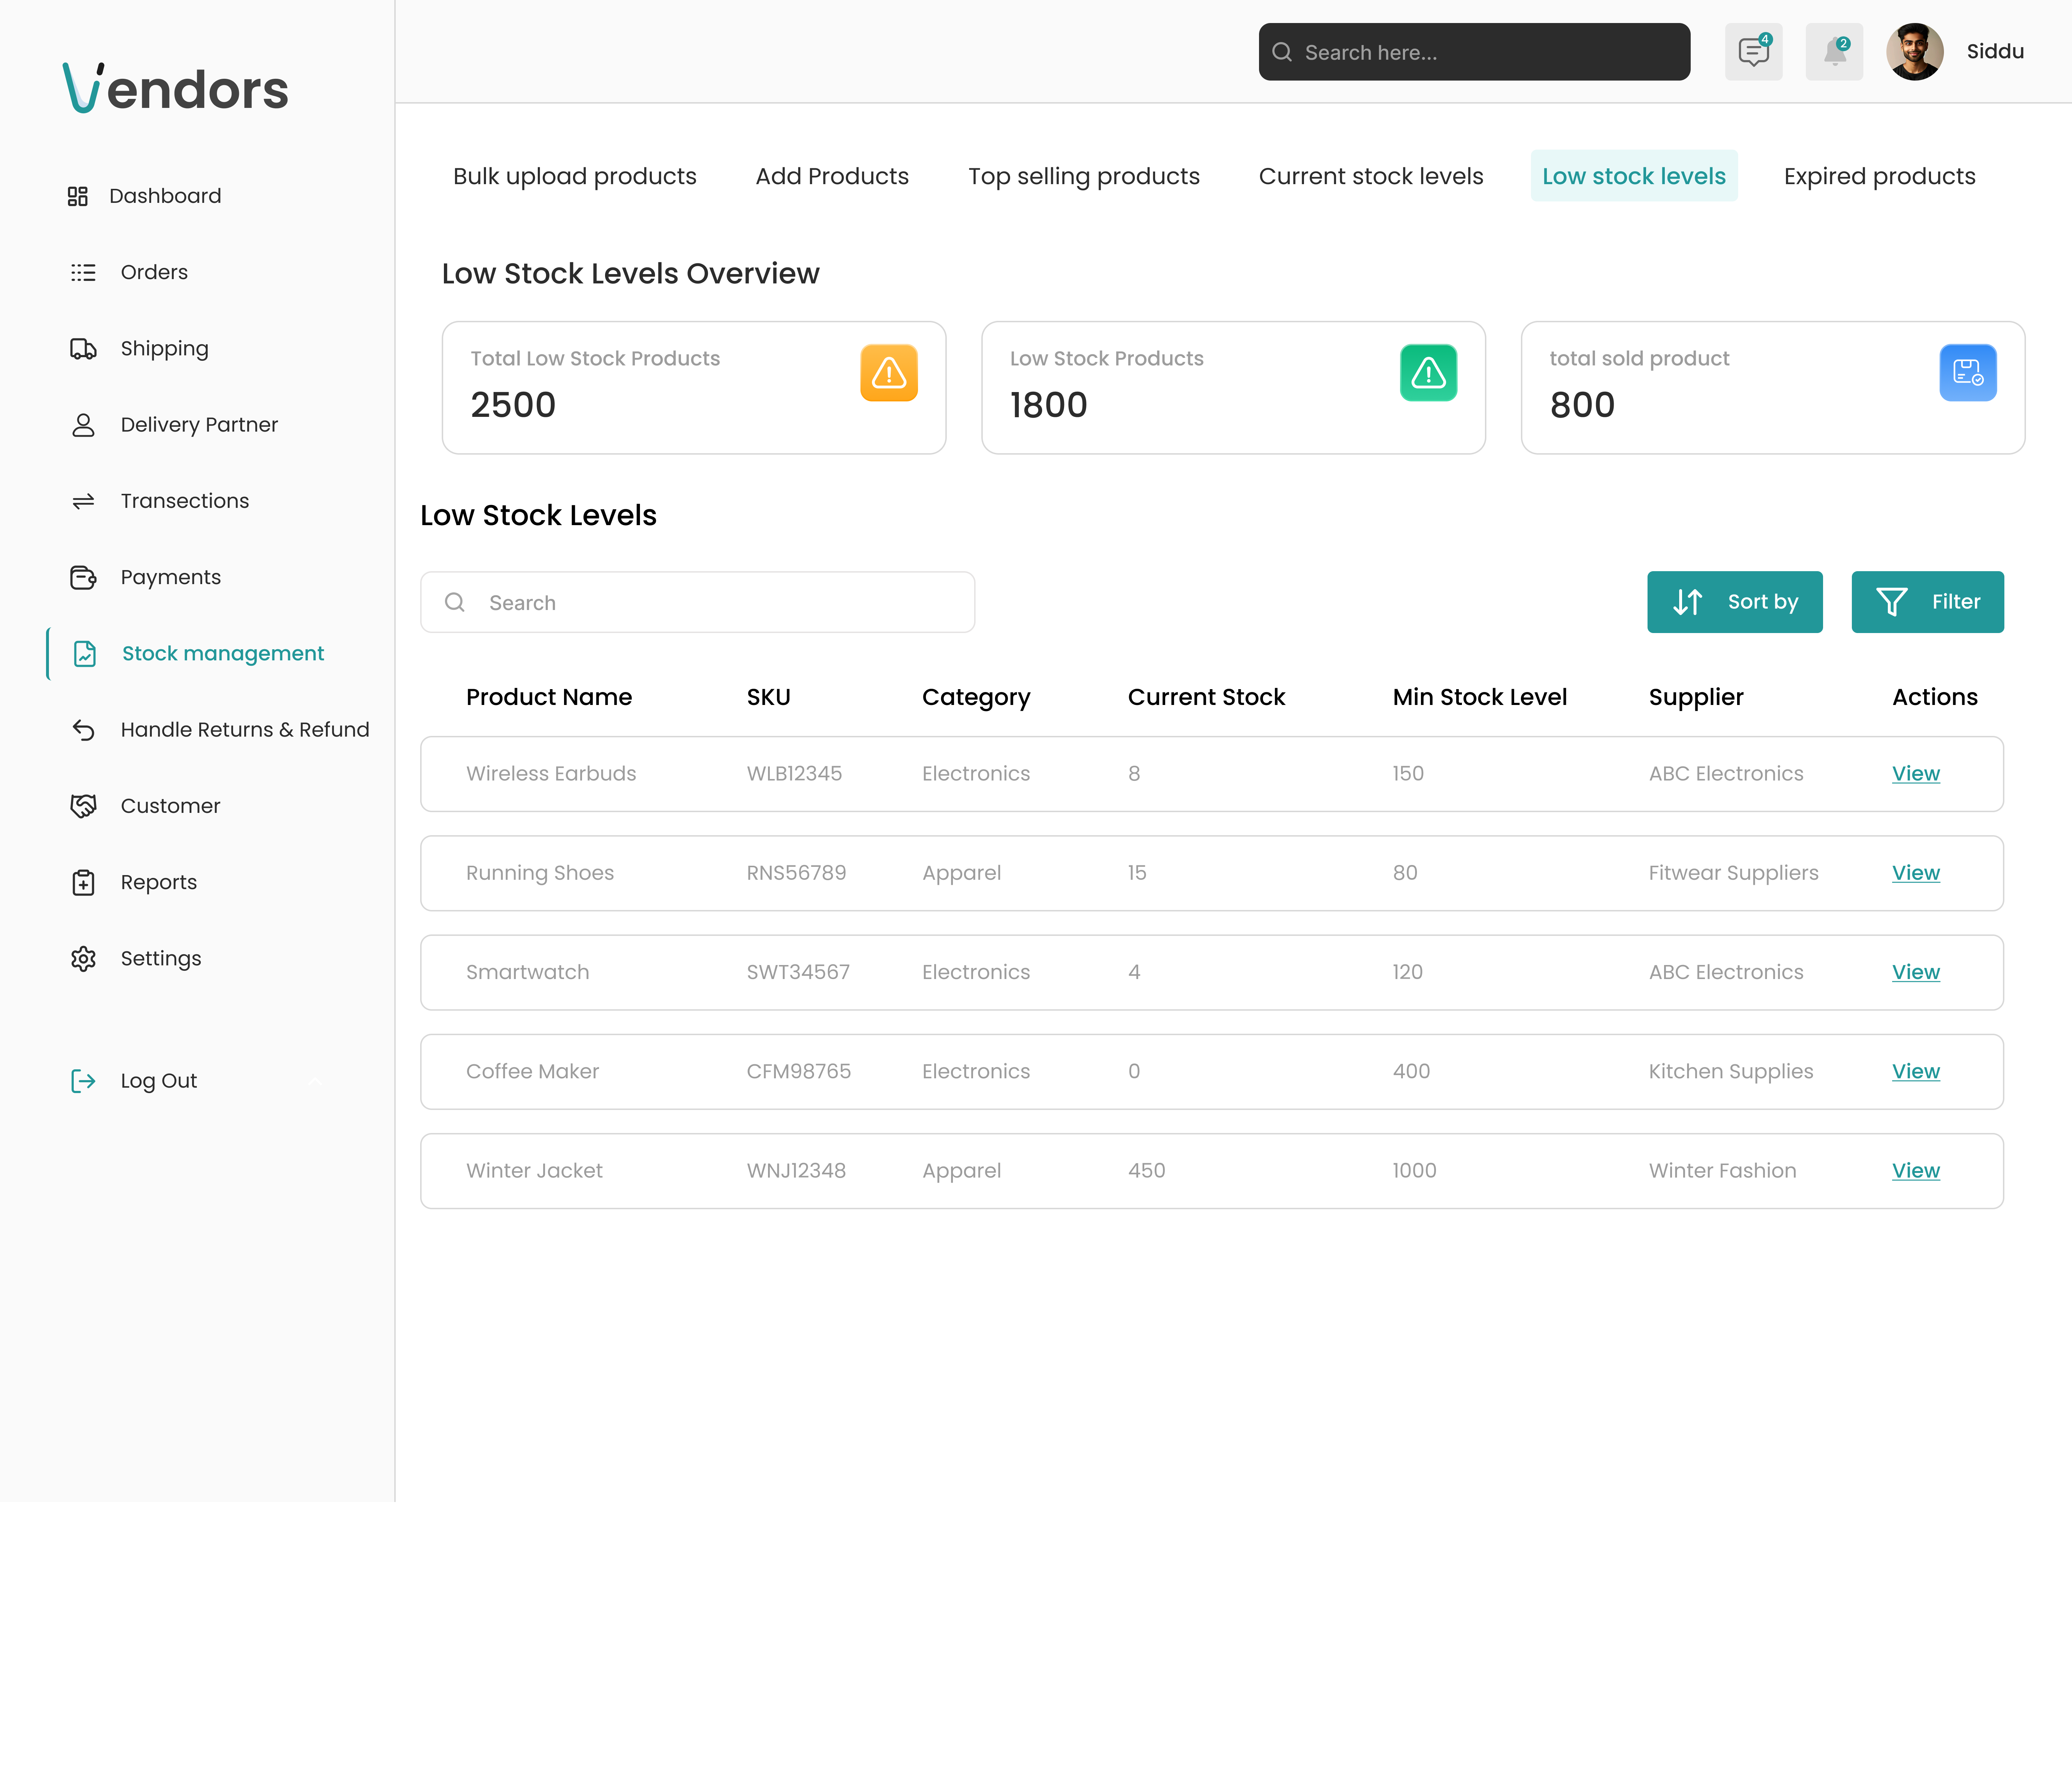 Vendors
Search here...
4
2
Siddu
Dashboard
Orders
Shipping
Delivery Partner
Transections
Payments
Stock management
Handle Returns & Refund
Customer
Reports
Settings
Log Out
Bulk upload products Add Products Top selling products Current stock levels Low stock levels Expired products
Low Stock Levels Overview
Total Low Stock Products
2500
Low Stock Products
1800
total sold product
800
Low Stock Levels
Search
Sort by
Filter
Product Name SKU Category Current Stock Min Stock Level Supplier Actions
Wireless Earbuds WLB12345 Electronics 8 150 ABC Electronics View
Running Shoes RNS56789 Apparel 15 80 Fitwear Suppliers View
Smartwatch SWT34567 Electronics 4 120 ABC Electronics View
Coffee Maker CFM98765 Electronics 0 400 Kitchen Supplies View
Winter Jacket WNJ12348 Apparel 450 1000 Winter Fashion View